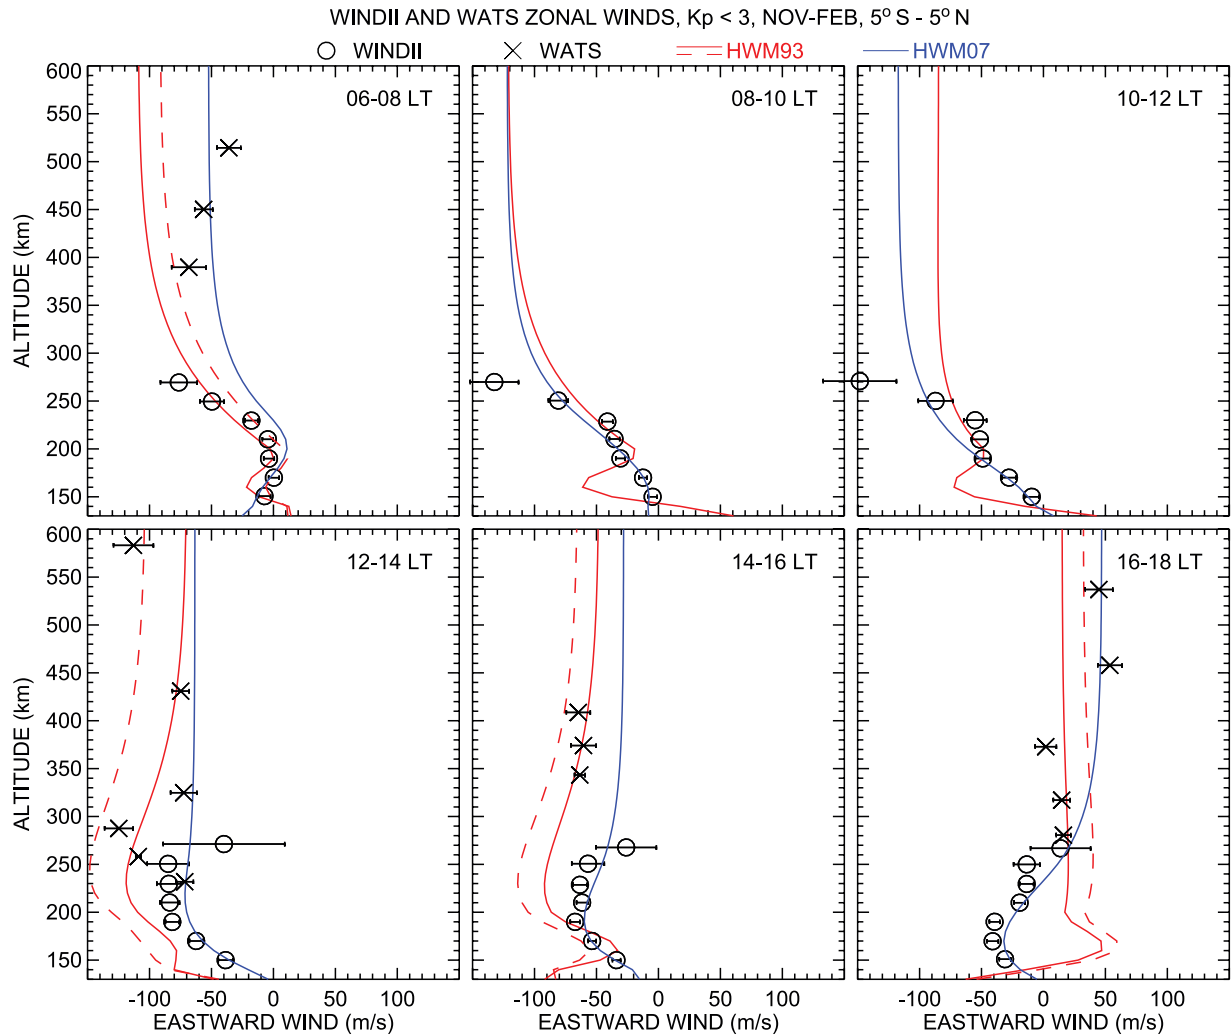 WINDII AND WATS ZONAL WINDS, Kp < 3, NOV-FEB, 5° S - 5° N
WINDII WATS HWM93 HWM07
600
550
500
450
400
350
300
250
200
150
ALTITUDE (km)
06-08 LT
08-10 LT
10-12 LT
600
550
500
450
400
350
300
250
200
150
ALTITUDE (km)
12-14 LT
14-16 LT
16-18 LT
-100 -50 0 50 100 -100 -50 0 50 100 -100 -50 0 50 100
EASTWARD WIND (m/s) EASTWARD WIND (m/s) EASTWARD WIND (m/s)